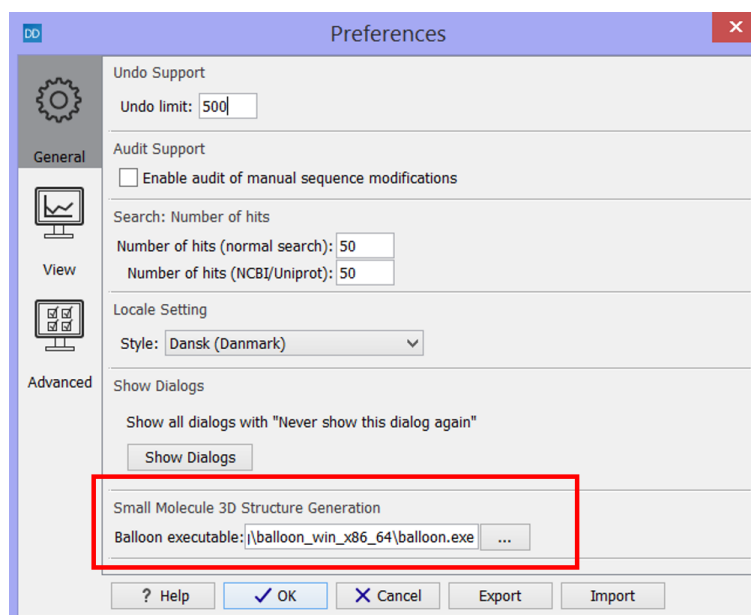 DD
Preferences
Undo Support
Undo limit: 500
General
Audit Support
Enable audit of manual sequence modifications
Search: Number of hits
Number of hits (normal search): 50
Number of hits (NCBI/Uniprot): 50
View
Locale Setting
Style: Dansk (Danmark)
Advanced
Show Dialogs
Show all dialogs with "Never show this dialog again"
Show Dialogs
Small Molecule 3D Structure Generation
Balloon executable: \balloon_win_x86_64\balloon.exe ...
? Help OK Cancel Export Import